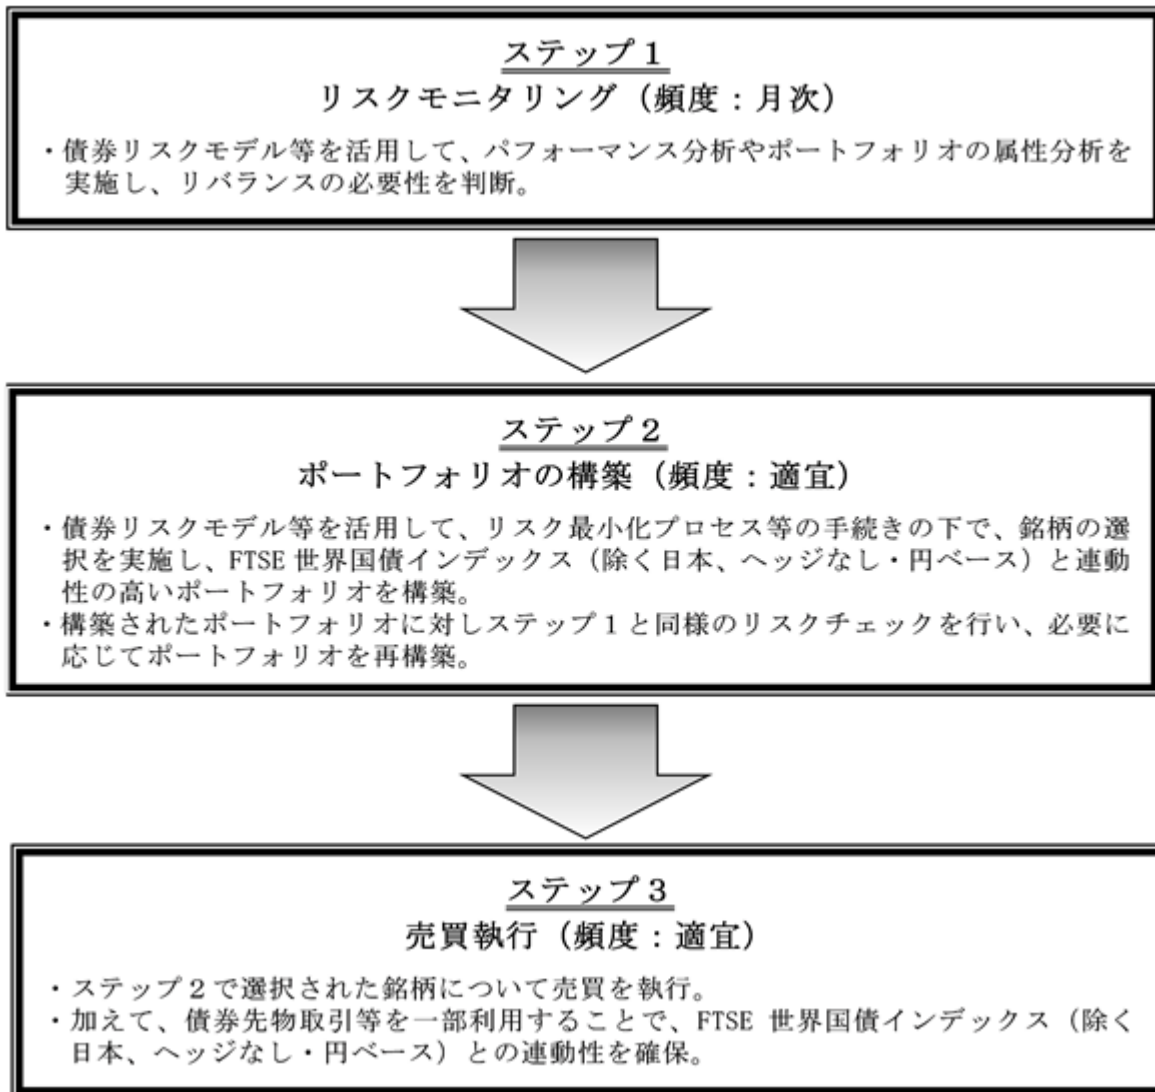 ステップ1
リスクモニタリング（頻度：月次）
・債券リスクモデル等を活用して、パフォーマンス分析やポートフォリオの属性分析を
実施し、リバランスの必要性を判断。
ステップ2
ポートフォリオの構築（頻度：適宜）
・債券リスクモデル等を活用して、リスク最小化プロセス等の手続きの下で、銘柄の選
択を実施し、FTSE 世界国債インデックス（除く日本、ヘッジなし・円ベース）と連動
性の高いポートフォリオを構築。
・構築されたポートフォリオに対しステップ1と同様のリスクチェックを行い、必要に
応じてポートフォリオを再構築。
ステップ3
売買執行（頻度：適宜）
・ステップ2で選択された銘柄について売買を執行。
・加えて、債券先物取引等を一部利用することで、FTSE 世界国債インデックス（除く
日本、ヘッジなし・円ベース）との連動性を確保。